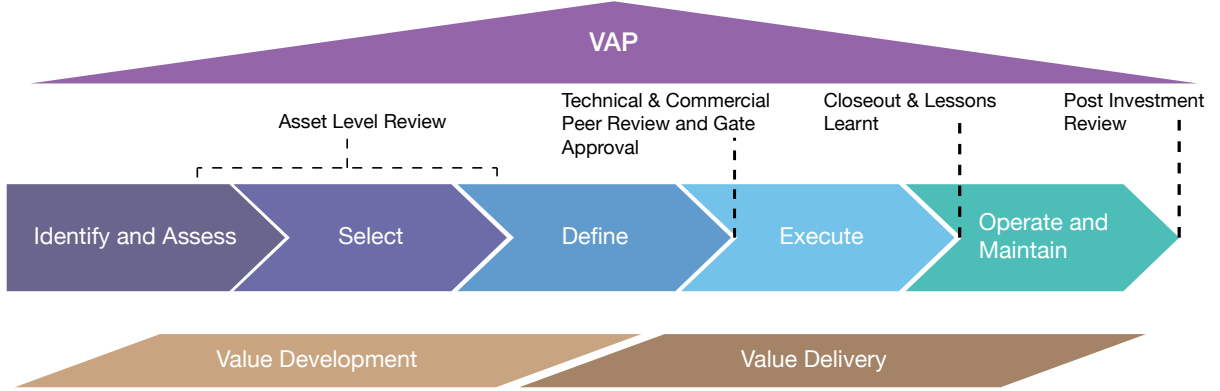 VAP
Asset Level Review
Technical & Commercial
Peer Review and Gate
Approval
Closeout & Lessons
Learnt
Post Investment
Review
Identify and Assess
Select
Define
Execute
Operate and
Maintain
Value Development
Value Delivery